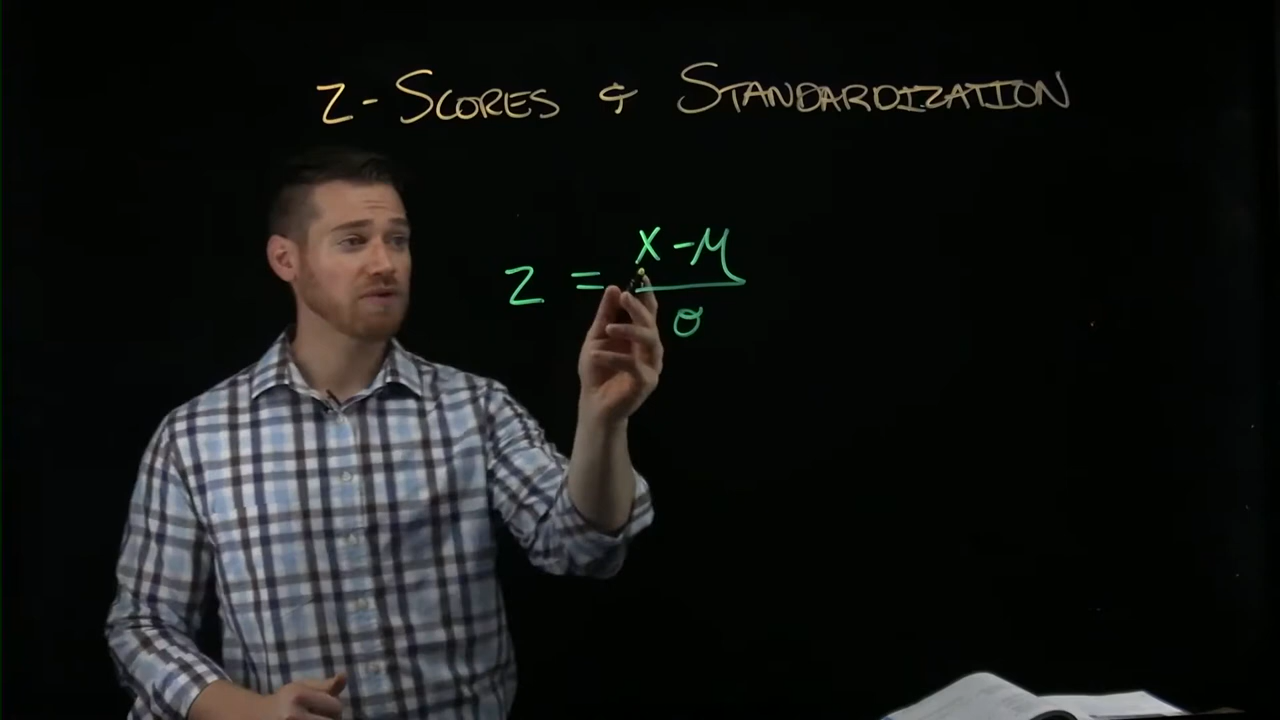 Z-SCORES & STANDARDIZATION
Z = X - μ
σ